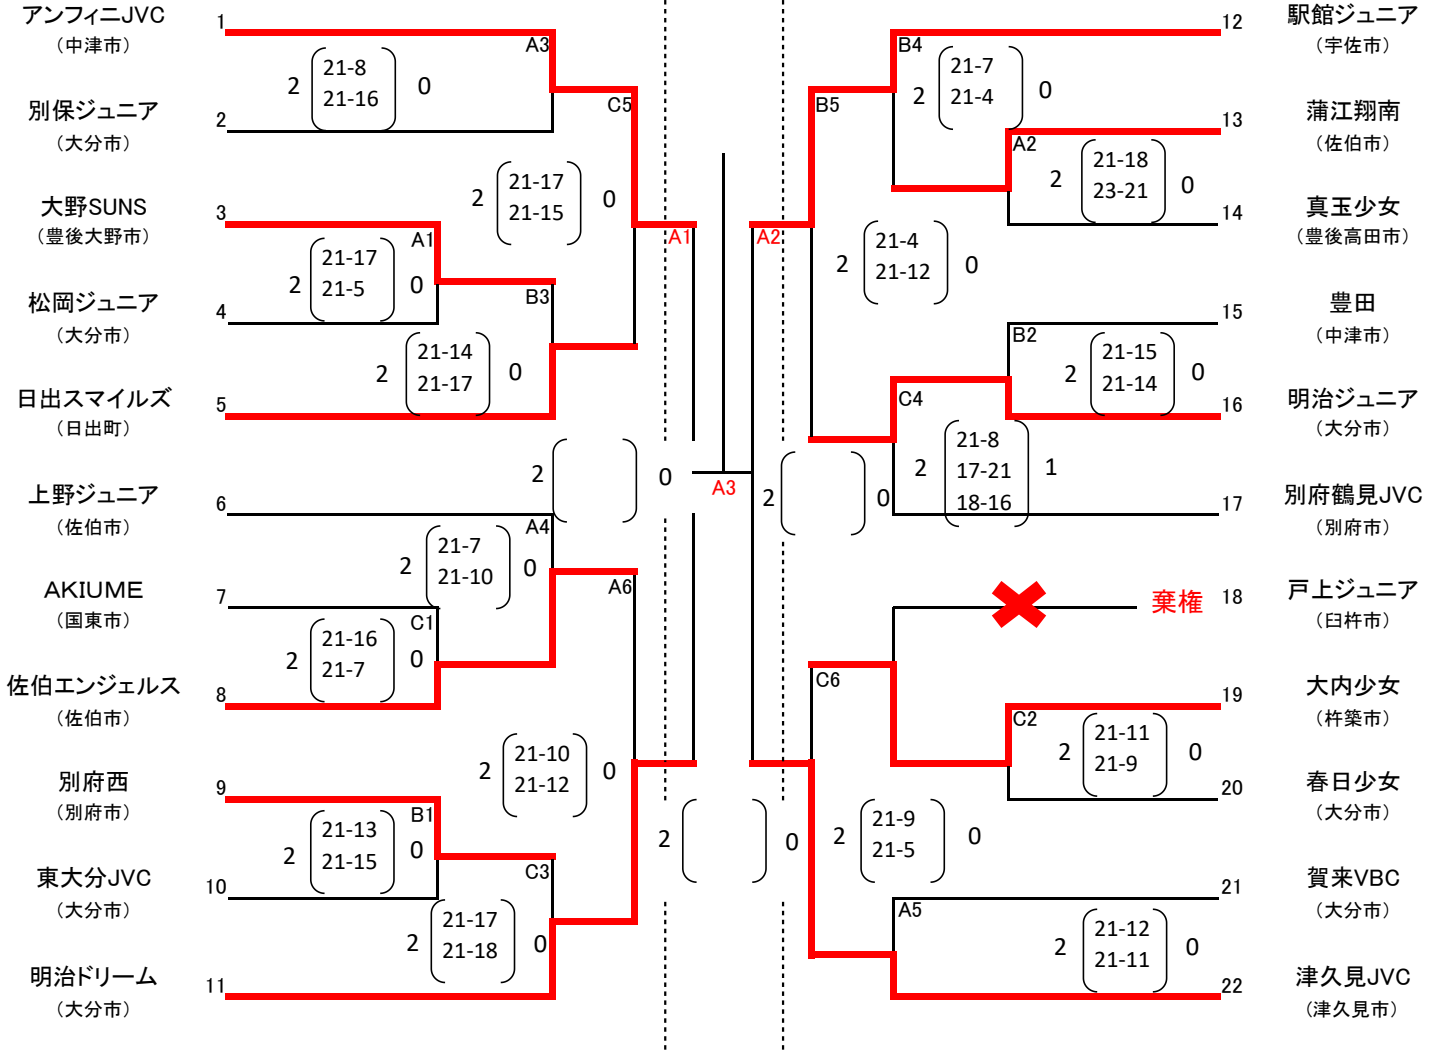 アンフィニJVC
（中津市）
1
別保ジュニア
（大分市）
2
大野SUNS
（豊後大野市）
3
松岡ジュニア
（大分市）
4
日出スマイルズ
（日出町）
5
上野ジュニア
（佐伯市）
6
AKIUME
（国東市）
7
佐伯エンジェルス
（佐伯市）
8
別府西
（別府市）
9
東大分JVC
（大分市）
10
明治ドリーム
（大分市）
11
A3
2 21-8 0
21-16
C5
2 21-17 0
21-15
A1
2 21-17 0
21-5
B3
2 21-14 0
21-17
A1
2 0
A4
2 21-7 0
21-10
A6
C1
2 21-16 0
21-7
2 21-10 0
21-12
B1
2 21-13 0
21-15
C3
2 21-17 0
21-18
A3
2 0
A2
2 0
B4
2 21-7 0
21-4
B5
A2
2 21-18 0
23-21
2 21-4 0
21-12
B2
2 21-15 0
21-14
C4
2 21-8 1
17-21
18-16
棄権
C6
C2
2 21-11 0
21-9
2 21-9 0
21-5
A5
2 21-12 0
21-11
12
駅館ジュニア
（宇佐市）
13
蒲江翔南
（佐伯市）
14
真玉少女
（豊後高田市）
15
豊田
（中津市）
16
明治ジュニア
（大分市）
17
別府鶴見JVC
（別府市）
18
戸上ジュニア
（臼杵市）
19
大内少女
（杵築市）
20
春日少女
（大分市）
21
賀来VBC
（大分市）
22
津久見JVC
（津久見市）